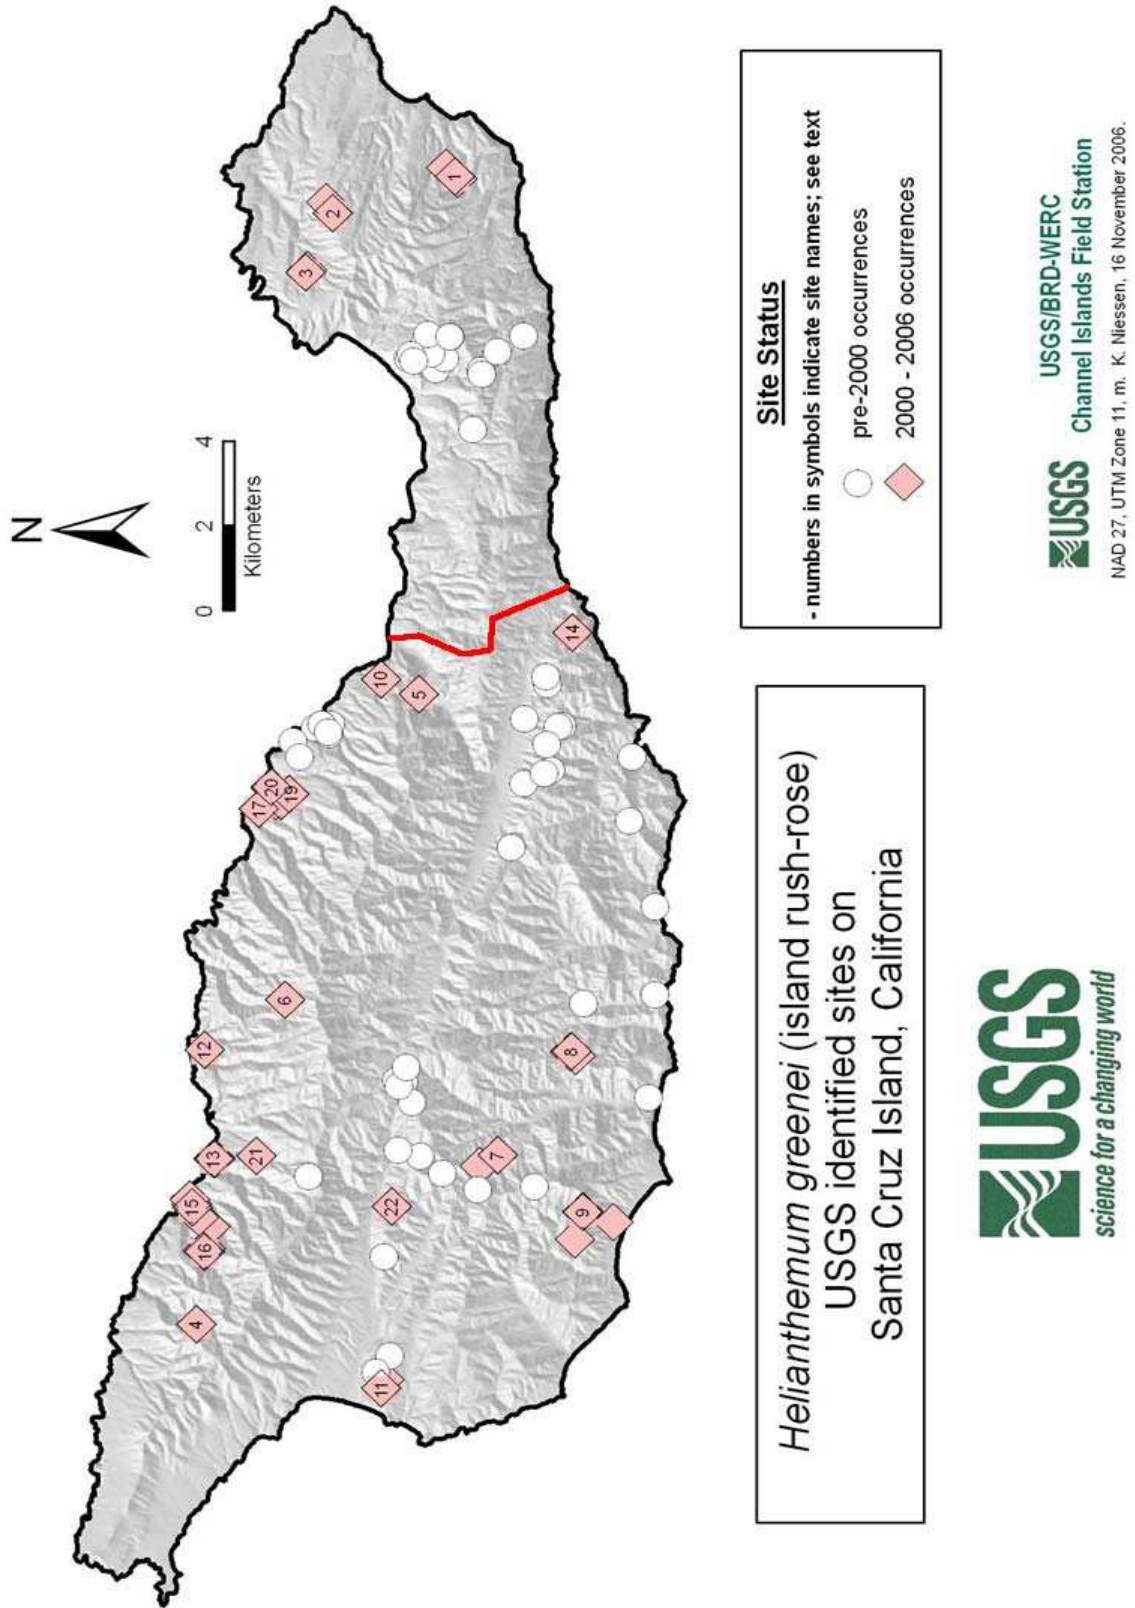 N
0 2 4
Kilometers
3
2
1
17
20
19
10
5
14
12
6
13
21
15
16
4
22
7
8
9
11
Helianthemum greenei (island rush-rose)
USGS identified sites on
Santa Cruz Island, California
Site Status
- numbers in symbols indicate site names; see text
pre-2000 occurrences
2000 - 2006 occurrences
USGS
science for a changing world
USGS
USGS/BRD-WERC
Channel Islands Field Station
NAD 27, UTM Zone 11, m. K. Niessen, 16 November 2006.